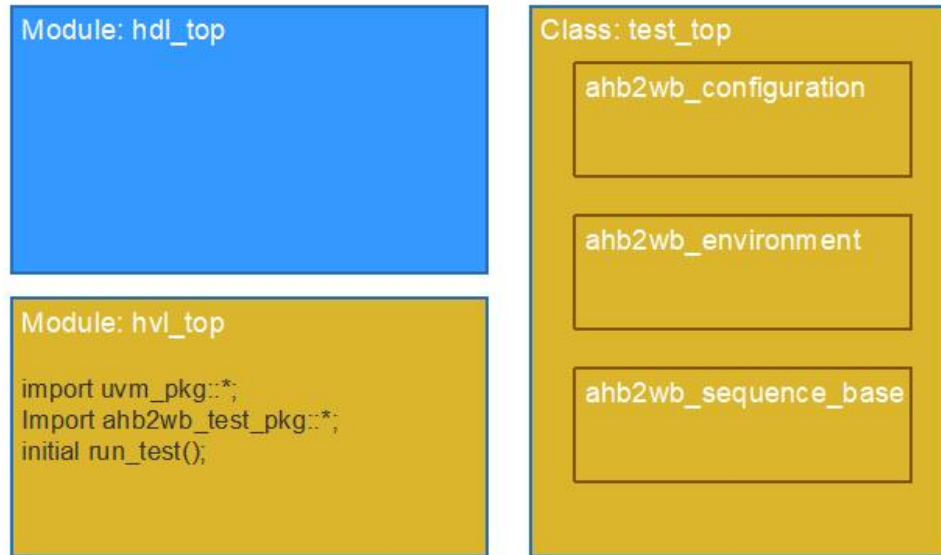 Module: hdl_top
Module: hvl_top
import uvm_pkg::*;
Import ahb2wb_test_pkg::*;
initial run_test();
Class: test_top
ahb2wb_configuration
ahb2wb_environment
ahb2wb_sequence_base